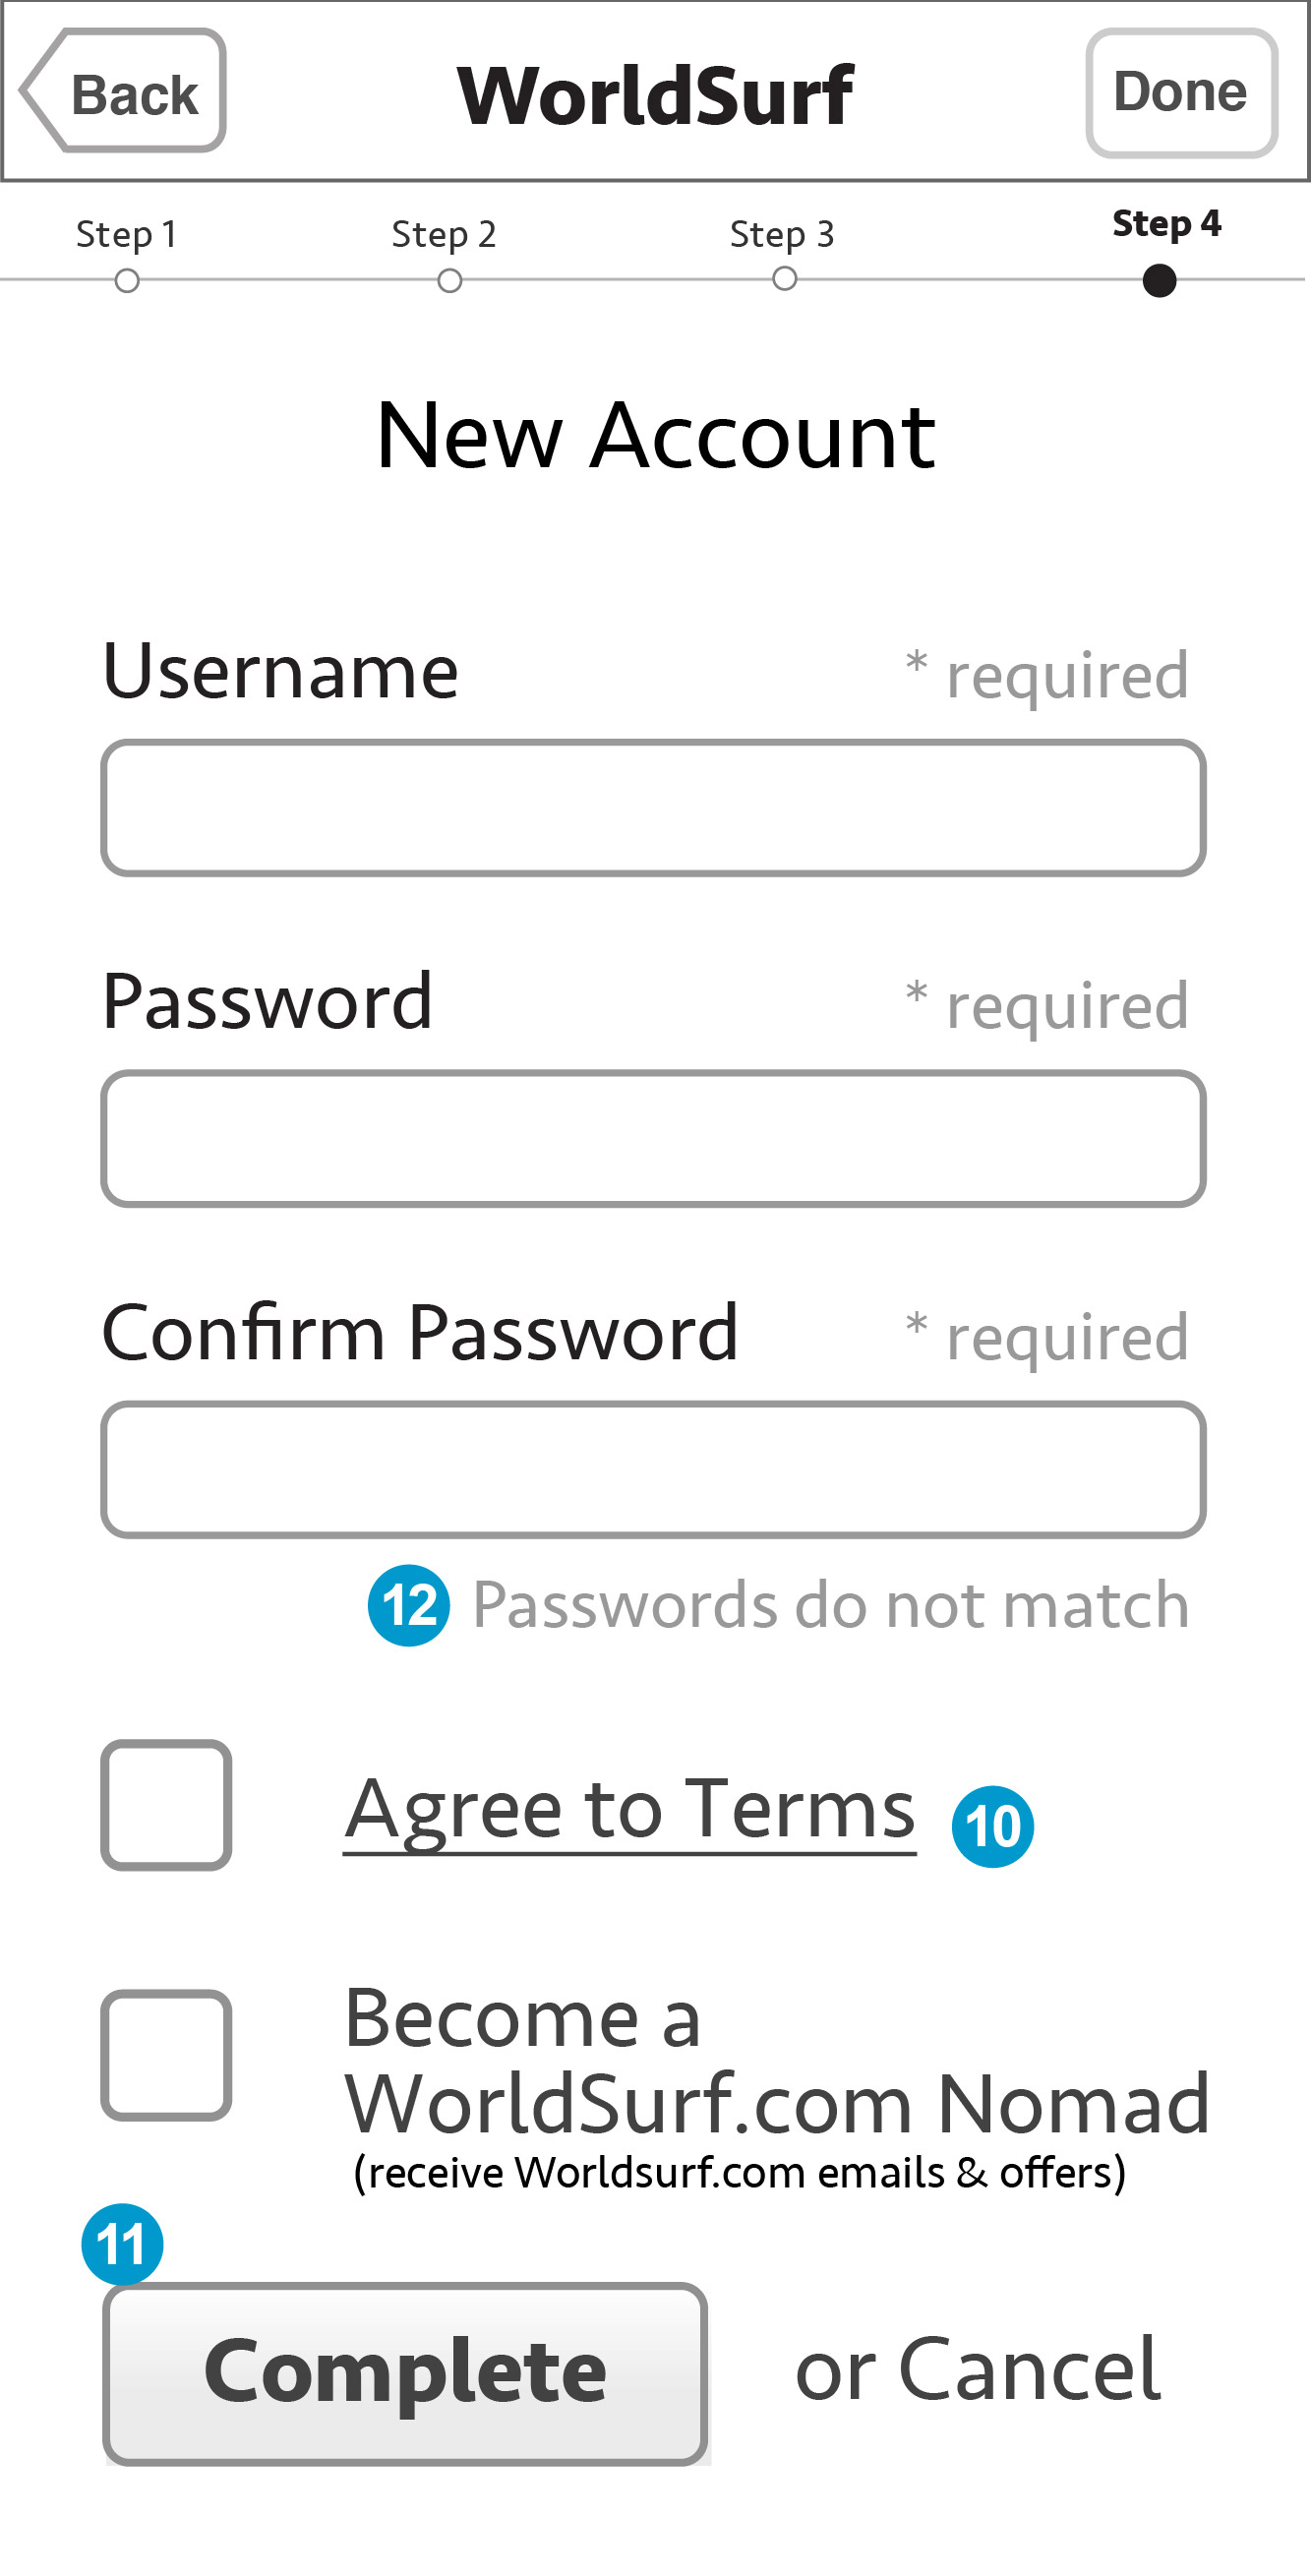 Back WorldSurf Done
Step 1 Step 2 Step 3 Step 4
New Account
Username * required
Password * required
Confirm Password * required
12 Passwords do not match
Agree to Terms 10
Become a
WorldSurf.com Nomad
(receive Worldsurf.com emails & offers)
11
Complete or Cancel